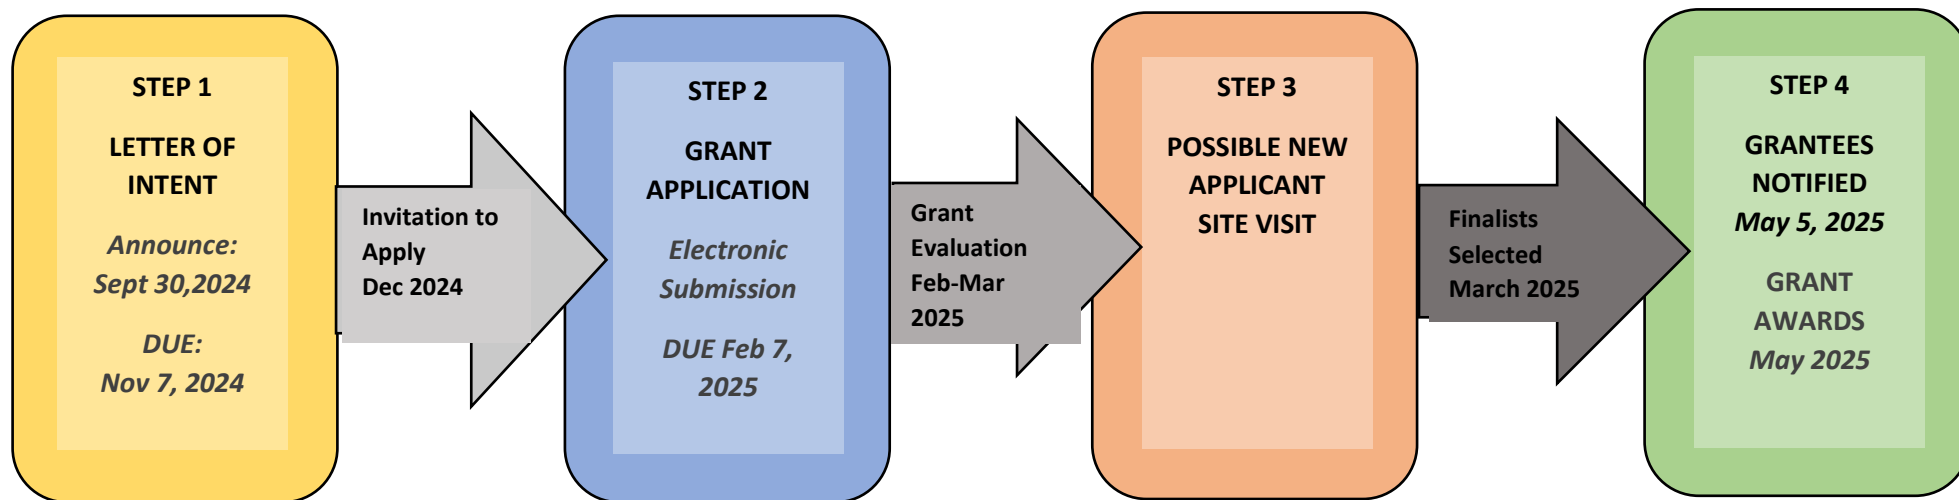 STEP 1
LETTER OF
INTENT
Announce:
Sept 30,2024
DUE:
Nov 7, 2024
Invitation to
Apply
Dec 2024
STEP 2
GRANT
APPLICATION
Electronic
Submission
DUE Feb 7,
2025
Grant
Evaluation
Feb-Mar
2025
STEP 3
POSSIBLE NEW
APPLICANT
SITE VISIT
Finalists
Selected
March 2025
STEP 4
GRANTEES
NOTIFIED
May 5, 2025
GRANT
AWARDS
May 2025